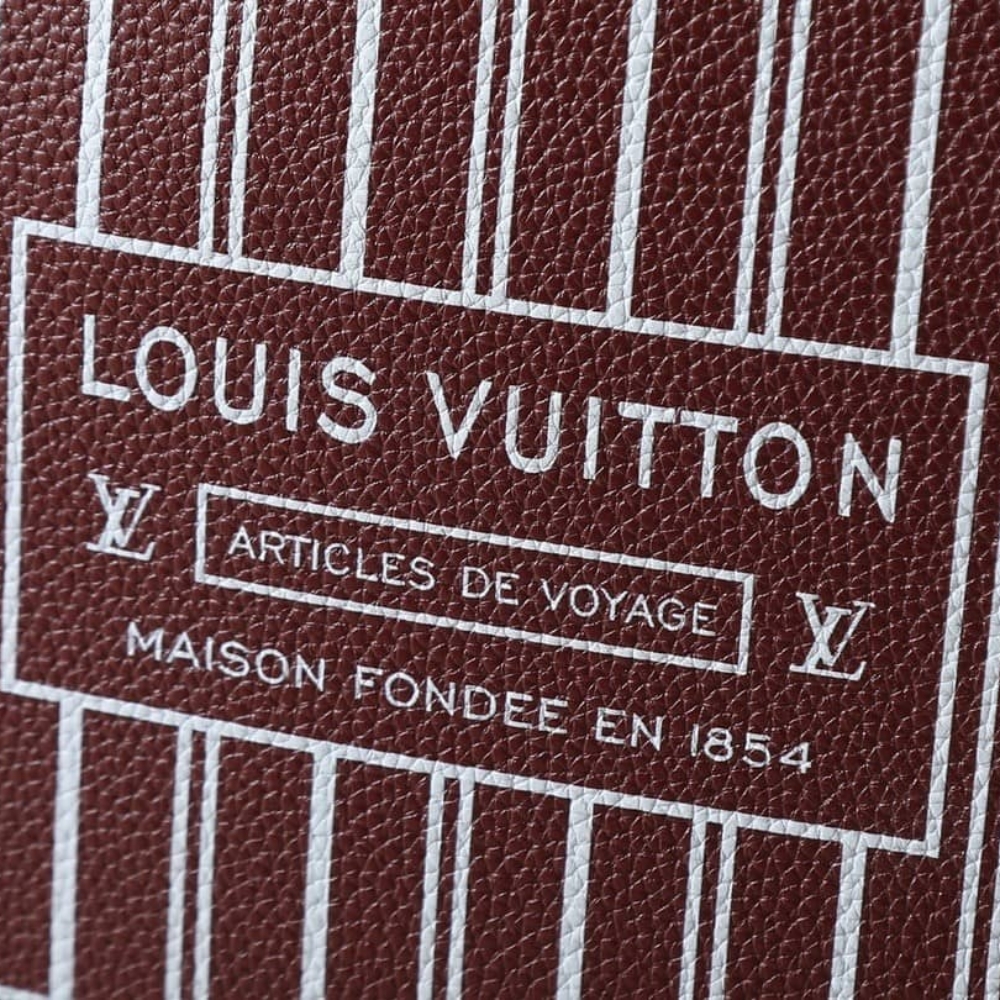 LOUIS VUITTON
LV ARTICLES DE VOYAGE LV
MAISON FONDEE EN 1854